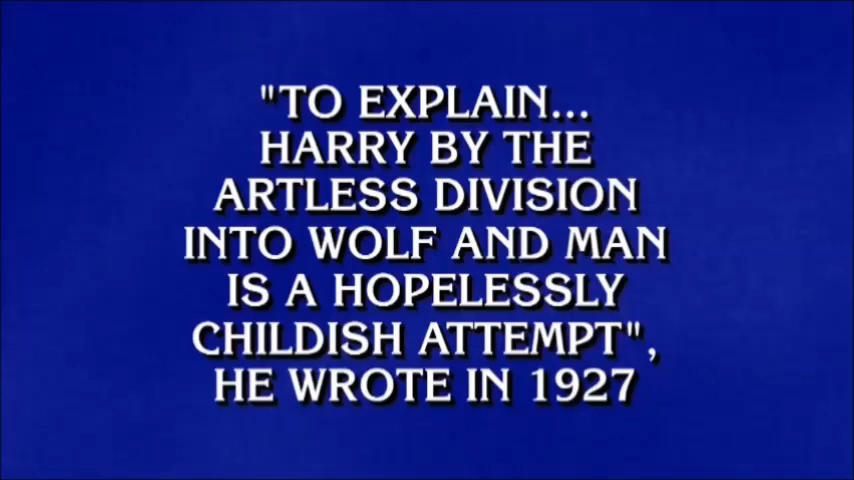 "TO EXPLAIN...
HARRY BY THE
ARTLESS DIVISION
INTO WOLF AND MAN
IS A HOPELESSLY
CHILDISH ATTEMPT",
HE WROTE IN 1927